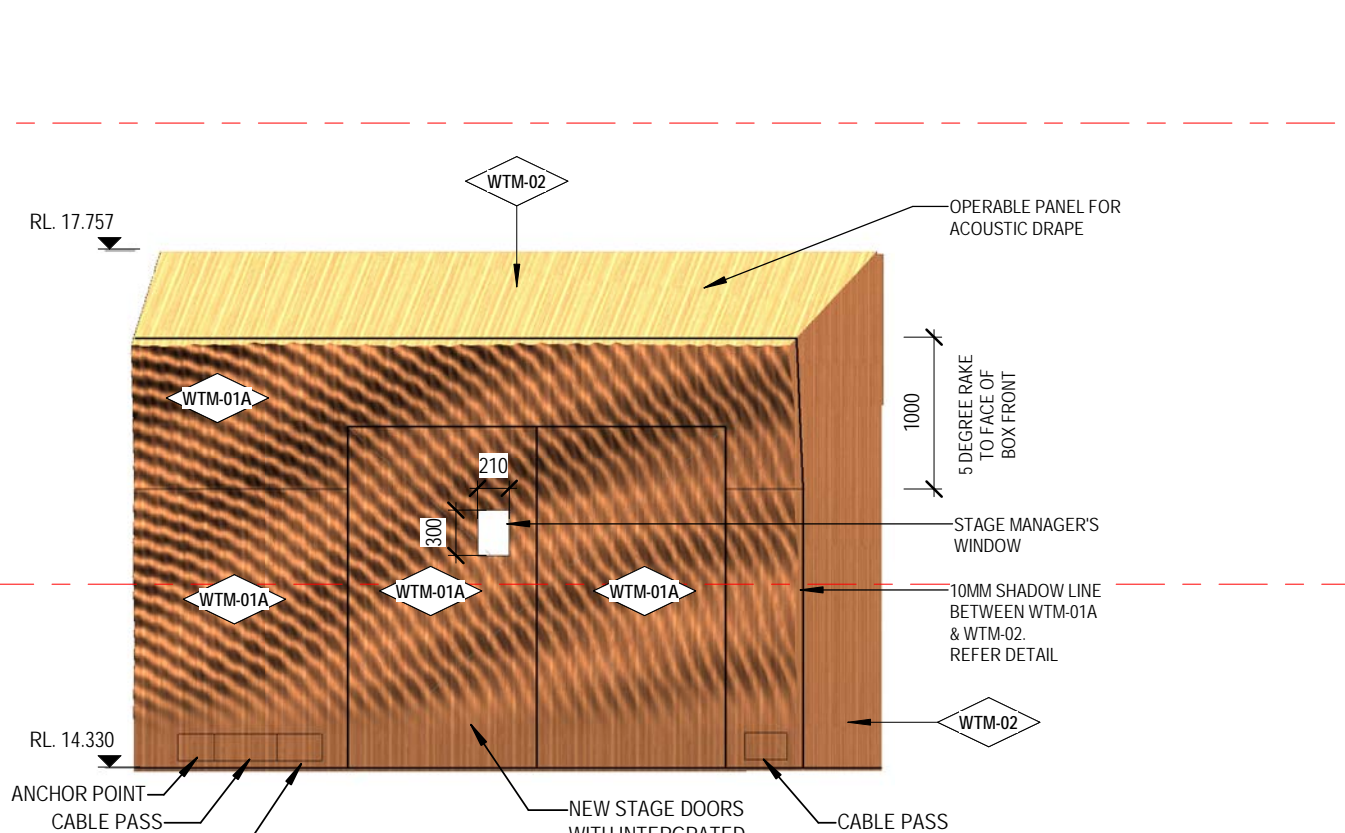 WTM-02
OPERABLE PANEL FOR
ACOUSTIC DRAPE
RL. 17.757
WTM-01A
1000
5 DEGREE RAKE
TO FACE OF
BOX FRONT
210
300
STAGE MANAGER'S
WINDOW
WTM-01A
WTM-01A
WTM-01A
10MM SHADOW LINE
BETWEEN WTM-01A
& WTM-02.
REFER DETAIL
WTM-02
RL. 14.330
ANCHOR POINT
CABLE PASS
NEW STAGE DOORS
WITH INTERGRATED
CABLE PASS